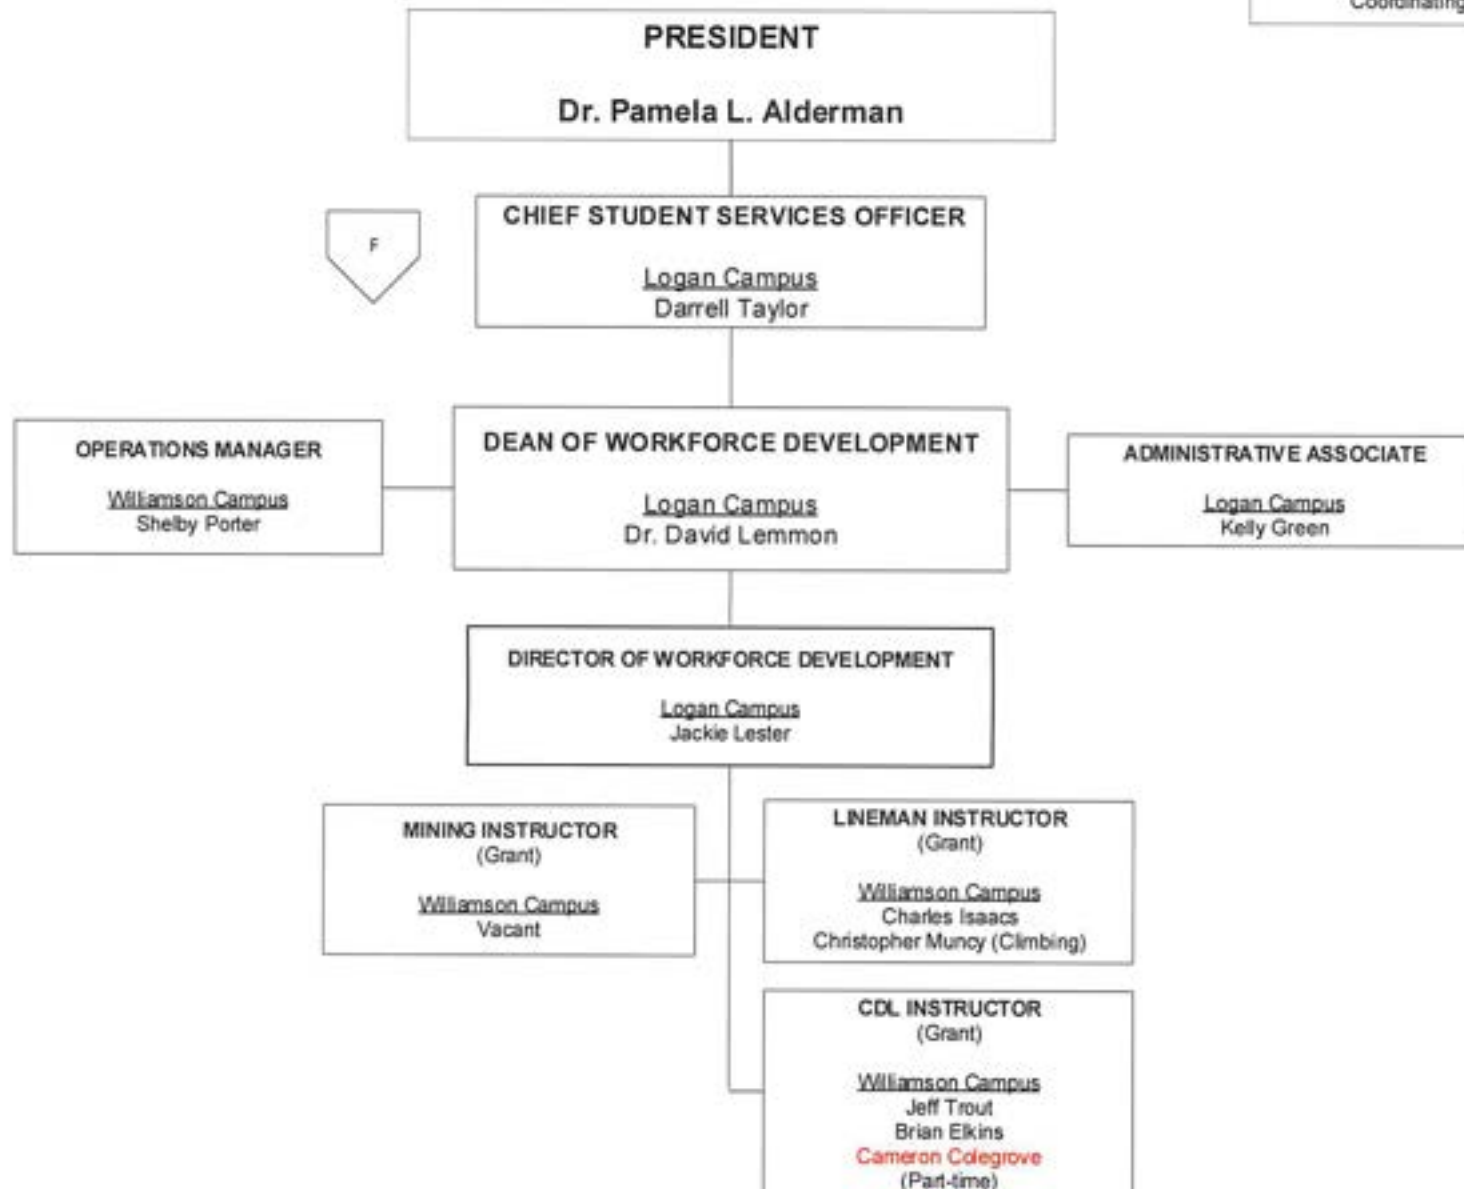 Coordinating
PRESIDENT
Dr. Pamela L. Alderman
CHIEF STUDENT SERVICES OFFICER
Logan Campus
Darrell Taylor
F
OPERATIONS MANAGER
Williamson Campus
Shelby Porter
DEAN OF WORKFORCE DEVELOPMENT
Logan Campus
Dr. David Lemmon
ADMINISTRATIVE ASSOCIATE
Logan Campus
Kelly Green
DIRECTOR OF WORKFORCE DEVELOPMENT
Logan Campus
Jackie Lester
MINING INSTRUCTOR
(Grant)
Williamson Campus
Vacant
LINEMAN INSTRUCTOR
(Grant)
Williamson Campus
Charles Isaacs
Christopher Muncy (Climbing)
CDL INSTRUCTOR
(Grant)
Williamson Campus
Jeff Trout
Brian Elkins
Cameron Colegrove
(Part-time)